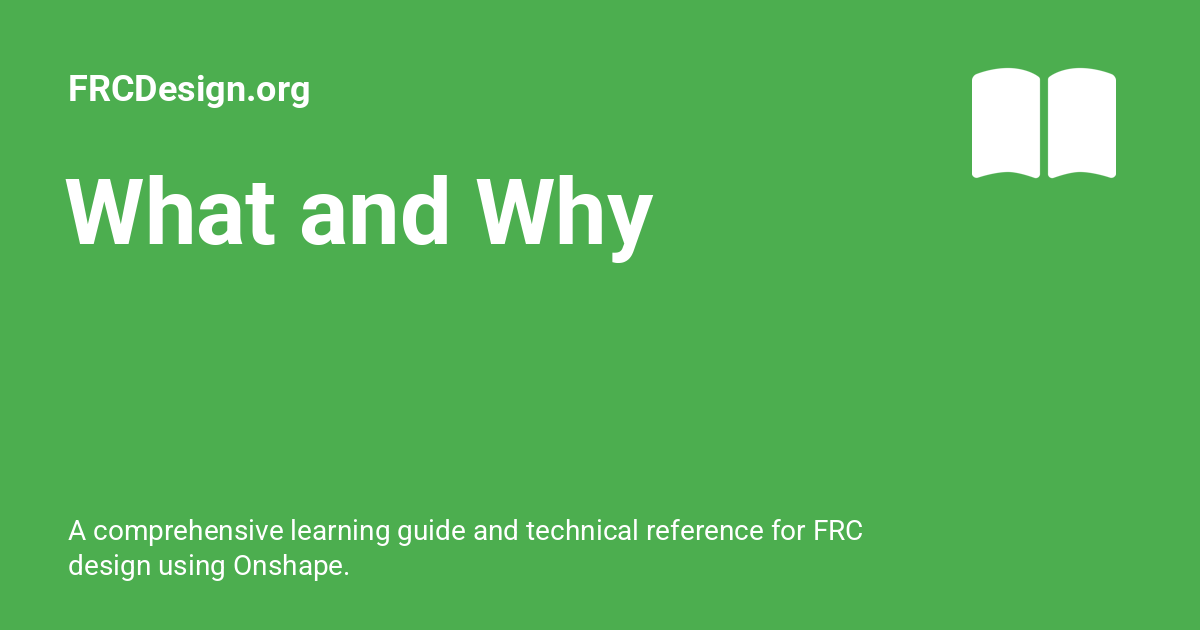 FRCDesign.org
What and Why
A comprehensive learning guide and technical reference for FRC
design using Onshape.